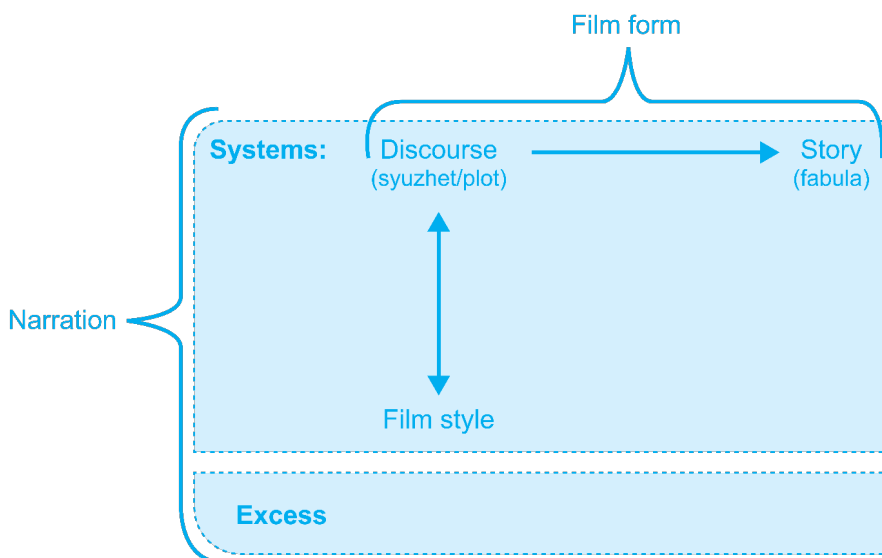 Film form
Systems: Discourse Story
(syuzhet/plot) (fabula)
Narration
Film style
Excess